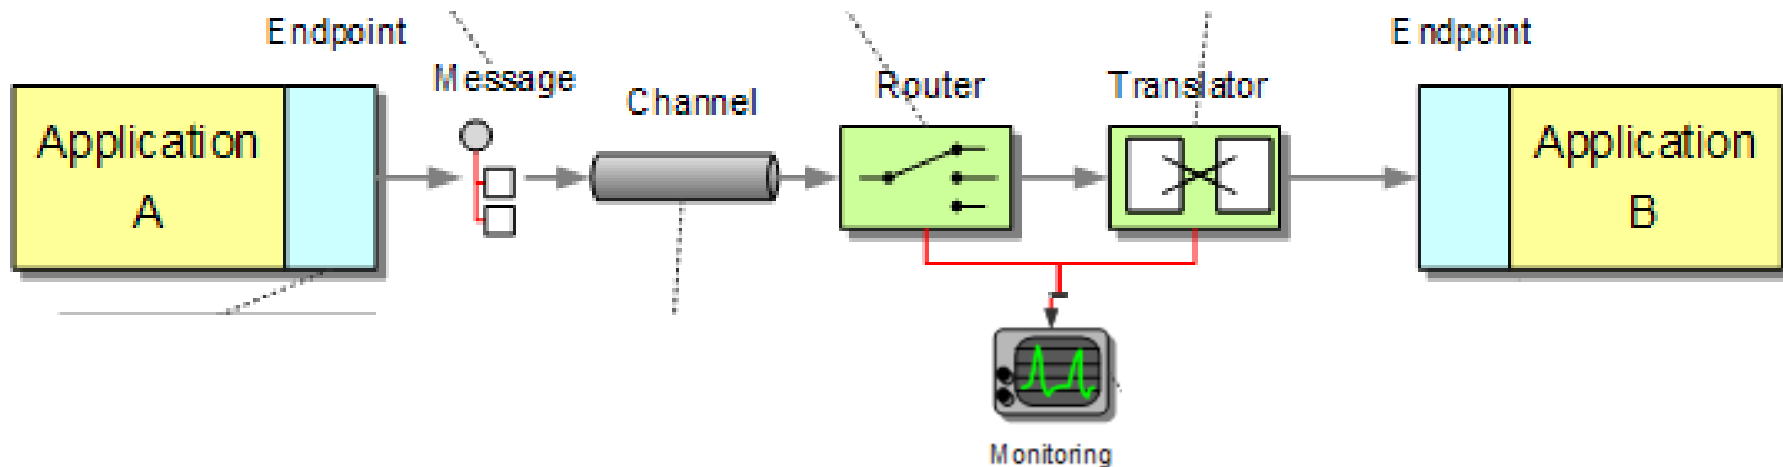 Endpoint
Message
Channel
Router
Translator
Endpoint
Application
A
Application
B
Monitoring